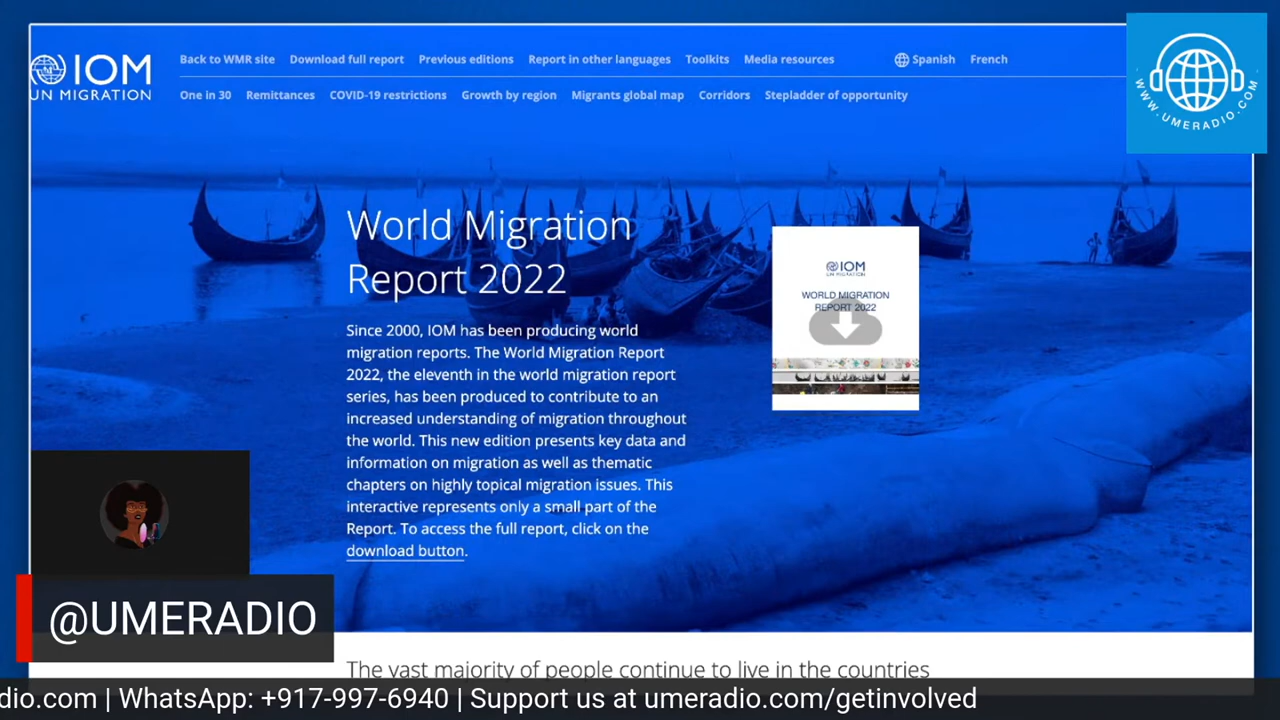 IOM
UN MIGRATION
Back to WMR site Download full report Previous editions Report in other languages Toolkits Media resources Spanish French
One in 30 Remittances COVID-19 restrictions Growth by region Migrants global map Corridors Stepladder of opportunity
WWW.UMERADIO.COM
World Migration
Report 2022
Since 2000, IOM has been producing world
migration reports. The World Migration Report
2022, the eleventh in the world migration report
series, has been produced to contribute to an
increased understanding of migration throughout
the world. This new edition presents key data and
information on migration as well as thematic
chapters on highly topical migration issues. This
interactive represents only a small part of the
Report. To access the full report, click on the
download button.
IOM
UN MIGRATION
WORLD MIGRATION
REPORT 2022
@UMERADIO
The vast majority of people continue to live in the countries
dio.com | WhatsApp: +917-997-6940 | Support us at umeradio.com/getinvolved